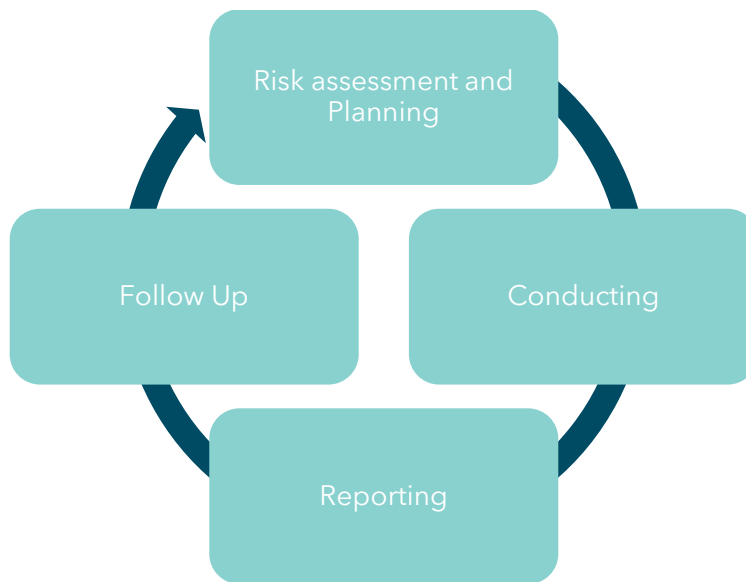 Risk assessment and
Planning
Follow Up
Conducting
Reporting